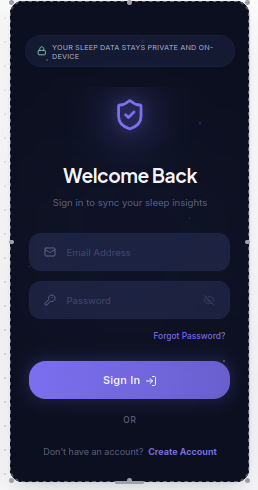 YOUR SLEEP DATA STAYS PRIVATE AND ON-
DEVICE
Welcome Back
Sign in to sync your sleep insights
Email Address
Password
Forgot Password?
Sign In
OR
Don't have an account? Create Account